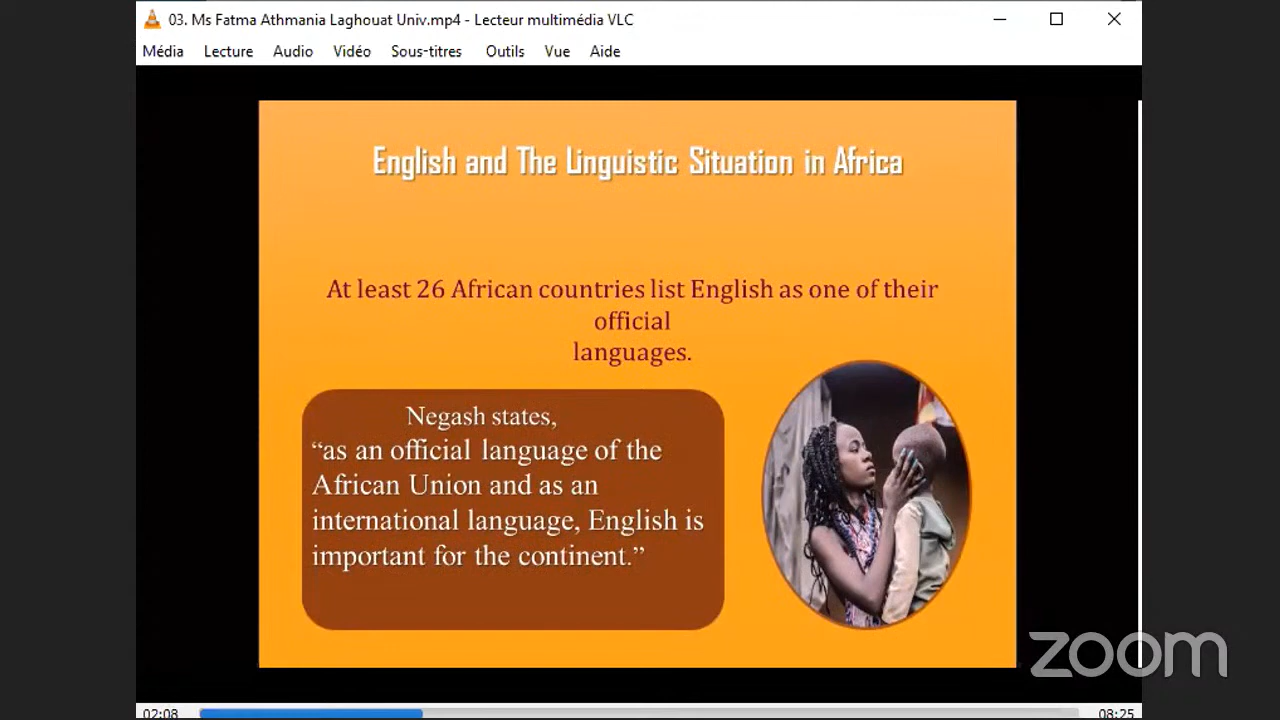 03. Ms Fatma Athmania Laghouat Univ.mp4 - Lecteur multimédia VLC
Média Lecture Audio Vidéo Sous-titres Outils Vue Aide
English and The Linguistic Situation in Africa
At least 26 African countries list English as one of their
official
languages.
Negash states,
“as an official language of the
African Union and as an
international language, English is
important for the continent.”
zoom
02:08 08:25